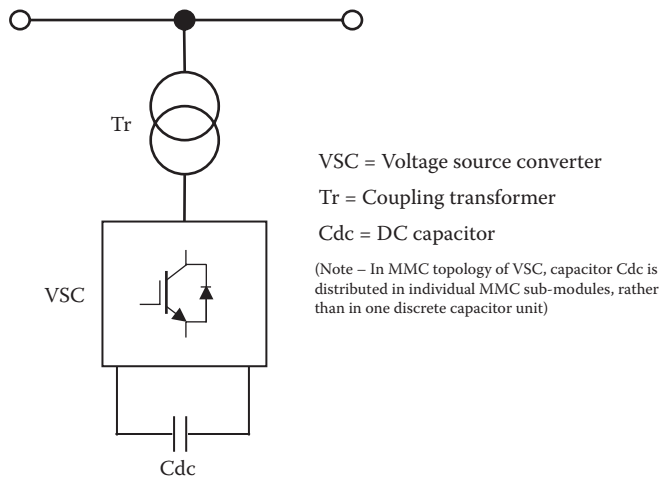 Tr
VSC = Voltage source converter
Tr = Coupling transformer
Cdc = DC capacitor
(Note – In MMC topology of VSC, capacitor Cdc is
distributed in individual MMC sub-modules, rather
than in one discrete capacitor unit)
VSC
Cdc